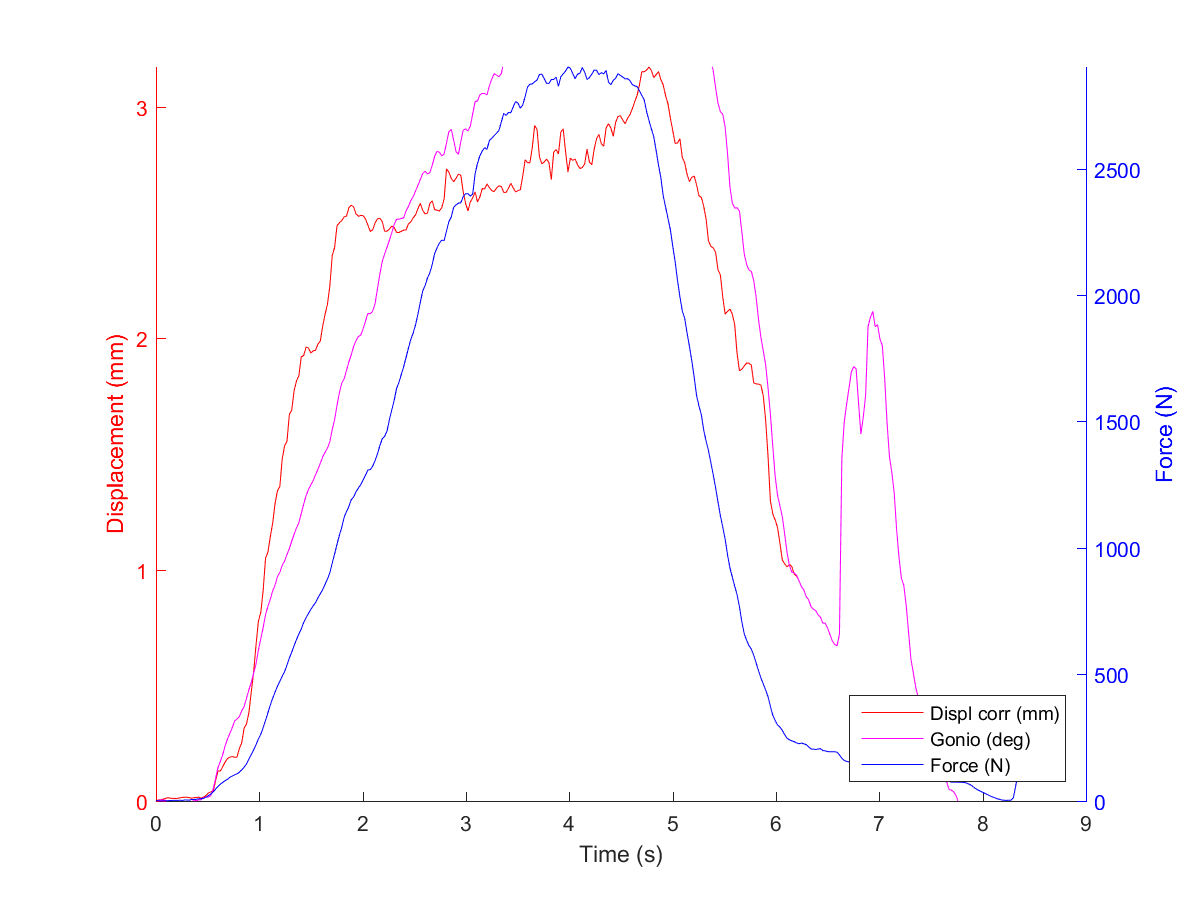 3
2
1
0
Displacement (mm)
2500
2000
1500
1000
500
0
Force (N)
Displ corr (mm)
Gonio (deg)
Force (N)
0 1 2 3 4 5 6 7 8 9
Time (s)